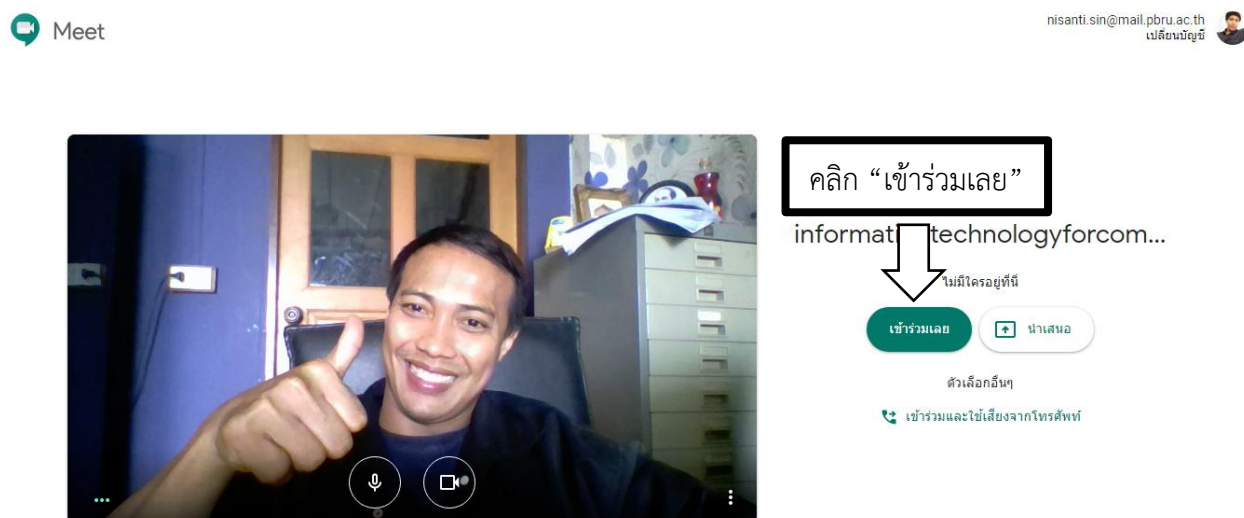 Meet
nisanti.sin@mail.pbru.ac.th
เปลี่ยนบัญชี
คลิก “เข้าร่วมเลย”
informati technologyforcom...
ไม่มีใครอยู่ที่นี่
เข้าร่วมเลย
นำเสนอ
ตัวเลือกอื่นๆ
เข้าร่วมและใช้เสียงจากโทรศัพท์